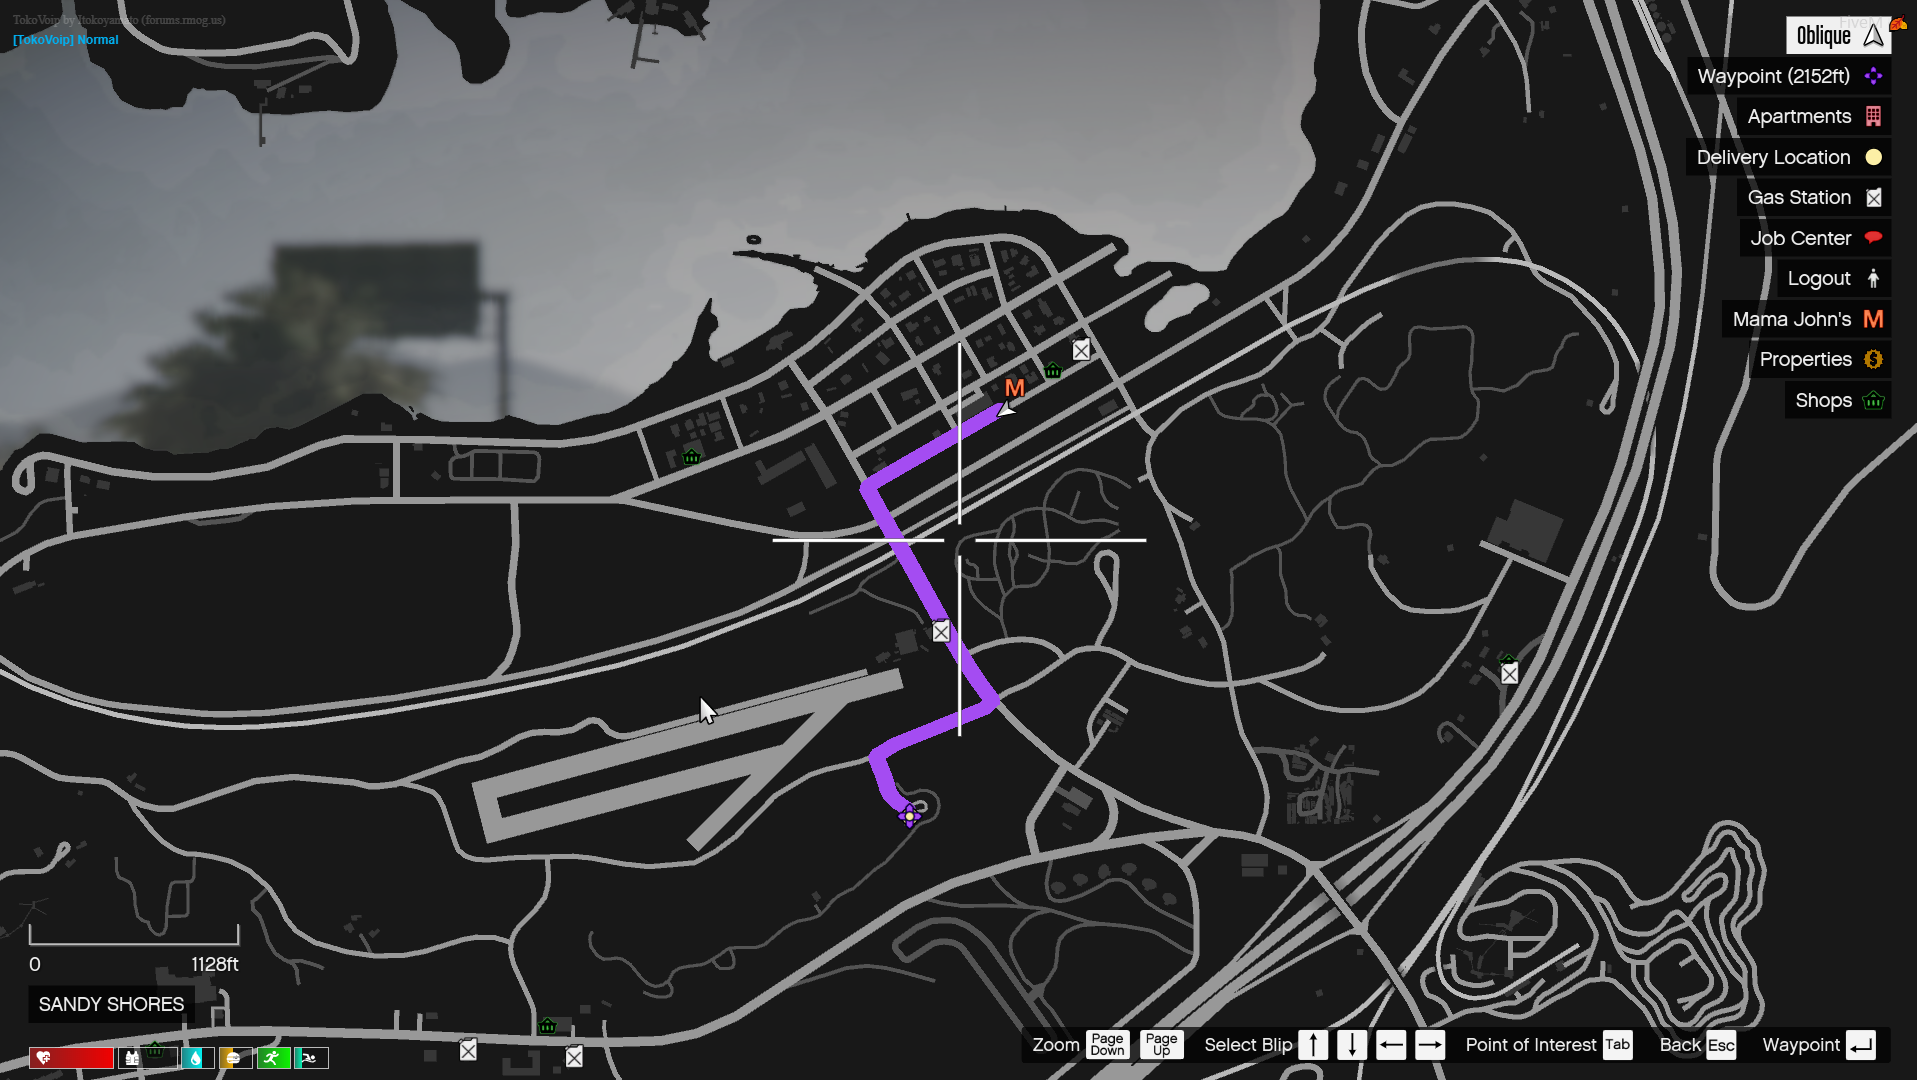 TokoVoip by Itokoyamato (forums.rmog.us)
[TokoVoip] Normal
FiveM
Oblique
Waypoint (2152ft)
Apartments
Delivery Location
Gas Station
Job Center
Logout
Mama John's
M
Properties
Shops
M
0 1128ft
SANDY SHORES
Zoom Page Down Page Up Select Blip ↑ ↓ ← → Point of Interest Tab Back Esc Waypoint